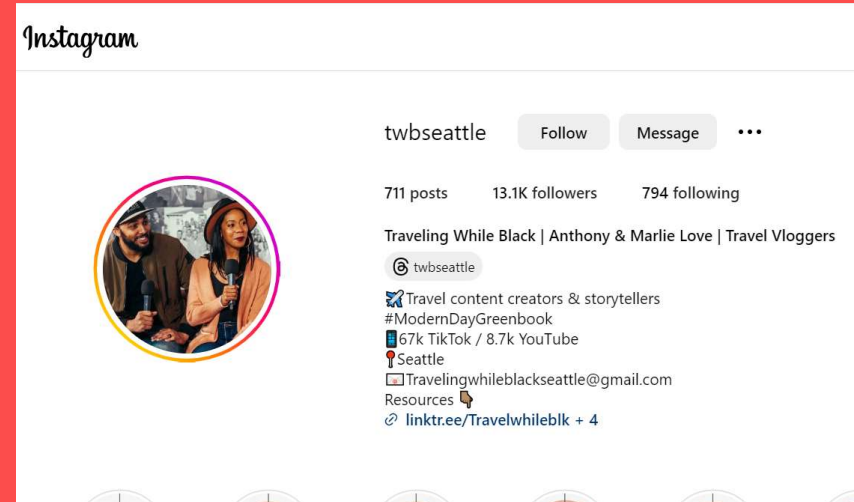 Instagram
twbseattle Follow Message
711 posts 13.1K followers 794 following
Traveling While Black | Anthony & Marlie Love | Travel Vloggers
twbseattle
✈️Travel content creators & storytellers
#ModernDayGreenbook
📱67k TikTok / 8.7k YouTube
📍Seattle
💌Travelingwhileblackseattle@gmail.com
Resources 👇🏾
linktr.ee/Travelwhileblk + 4